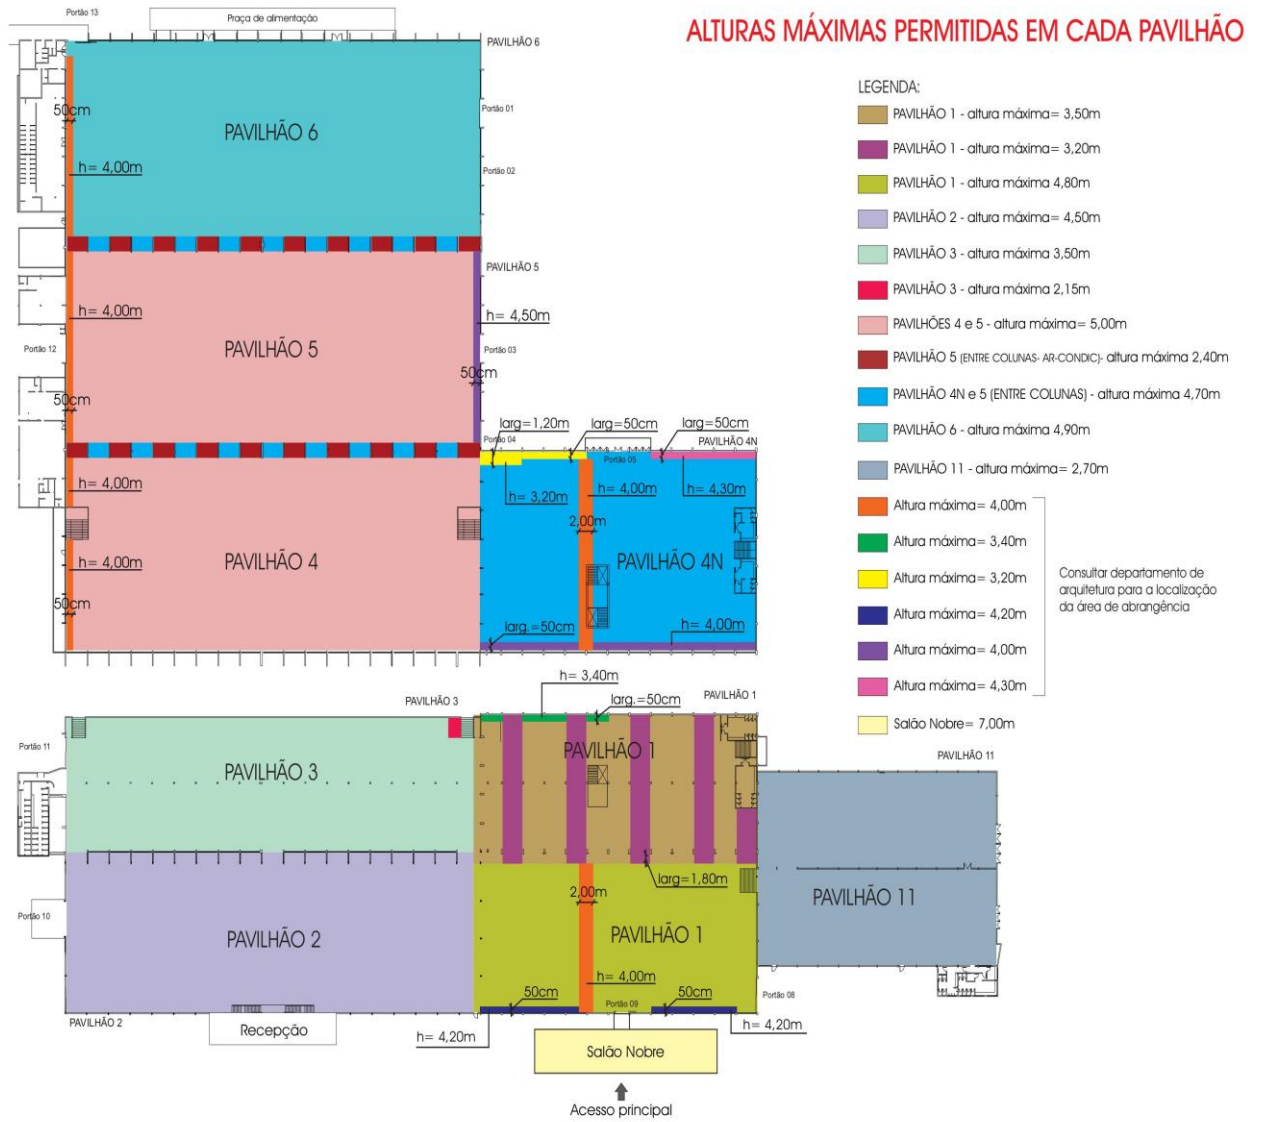 Portão 13
Praça de alimentação
ALTURAS MÁXIMAS PERMITIDAS EM CADA PAVILHÃO
PAVILHÃO 6
50cm
Portão 01
PAVILHÃO 6
h= 4,00m
Portão 02
PAVILHÃO 5
h= 4,00m
h= 4,50m
Portão 12
PAVILHÃO 5
Portão 03
50cm
50cm
larg=1,20m
larg=50cm
larg=50cm
Portão 04
PAVILHÃO 4N
Portão 05
h= 4,00m
h= 3,20m
h= 4,00m
h= 4,30m
2,00m
h= 4,00m
PAVILHÃO 4
PAVILHÃO 4N
50cm
larg.=50cm
h= 4,00m
LEGENDA:
PAVILHÃO 1 - altura máxima= 3,50m
PAVILHÃO 1 - altura máxima= 3,20m
PAVILHÃO 1 - altura máxima 4,80m
PAVILHÃO 2 - altura máxima= 4,50m
PAVILHÃO 3 - altura máxima 3,50m
PAVILHÃO 3 - altura máxima 2,15m
PAVILHÕES 4 e 5 - altura máxima= 5,00m
PAVILHÃO 5 (ENTRE COLUNAS- AR-CONDIC)- altura máxima 2,40m
PAVILHÃO 4N e 5 (ENTRE COLUNAS) - altura máxima 4,70m
PAVILHÃO 6 - altura máxima 4,90m
PAVILHÃO 11 - altura máxima= 2,70m
Altura máxima= 4,00m
Altura máxima= 3,40m
Altura máxima= 3,20m
Altura máxima= 4,20m
Altura máxima= 4,00m
Altura máxima= 4,30m
Consultar departamento de
arquitetura para a localização
da área de abrangência
Salão Nobre= 7,00m
h= 3,40m
PAVILHÃO 3
larg.=50cm
PAVILHÃO 1
Portão 11
PAVILHÃO 3
PAVILHÃO 1
PAVILHÃO 11
larg=1,80m
2,00m
PAVILHÃO 11
Portão 10
PAVILHÃO 2
PAVILHÃO 1
h= 4,00m
50cm
50cm
Portão 09
Portão 08
PAVILHÃO 2
Recepção
h= 4,20m
h= 4,20m
Salão Nobre
Acesso principal